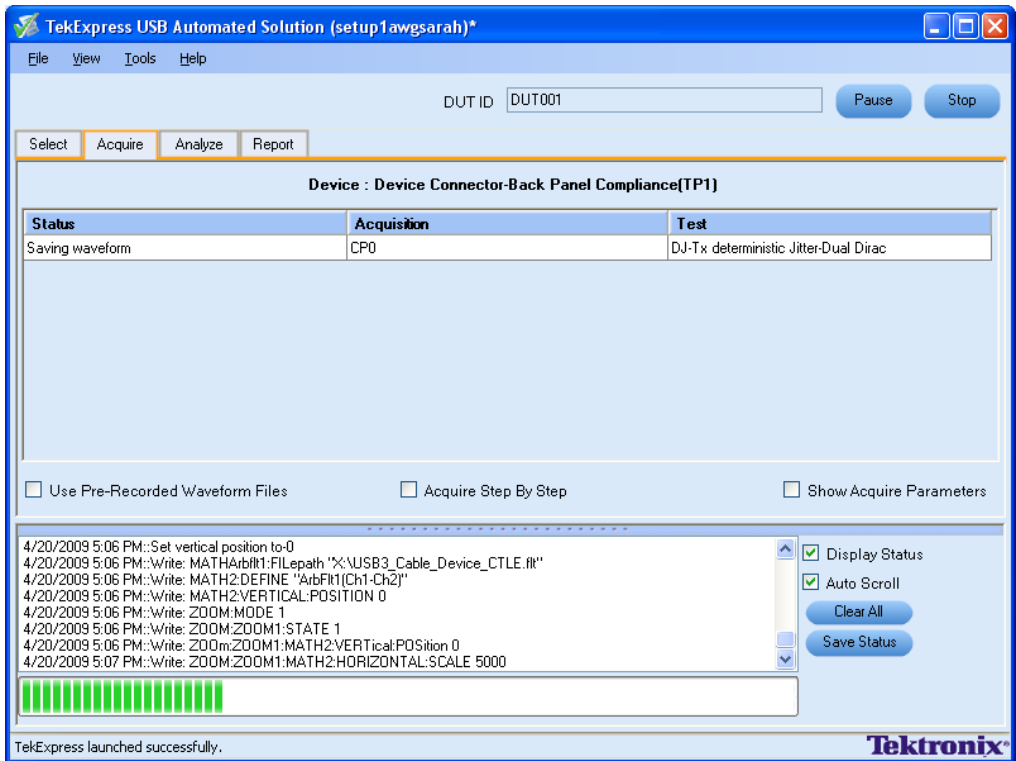 TekExpress USB Automated Solution (setup1awgsarah)*
File View Tools Help
DUT ID DUT001 Pause Stop
Select Acquire Analyze Report
Device : Device Connector-Back Panel Compliance(TP1)
Status Acquisition Test
Saving waveform CP0 DJ-Tx deterministic Jitter-Dual Dirac
Use Pre-Recorded Waveform Files Acquire Step By Step Show Acquire Parameters
4/20/2009 5:06 PM::Set vertical position to-0
4/20/2009 5:06 PM::Write: MATHArbflt1:FILepath "X:\USB3_Cable_Device_CTLE.flt"
4/20/2009 5:06 PM::Write: MATH2:DEFINE "ArbFlt1(Ch1-Ch2)"
4/20/2009 5:06 PM::Write: MATH2:VERTICAL:POSITION 0
4/20/2009 5:06 PM::Write: ZOOM:MODE 1
4/20/2009 5:06 PM::Write: ZOOM:ZOOM1:STATE 1
4/20/2009 5:06 PM::Write: ZOOm:ZOOM1:MATH2:VERTical:POSition 0
4/20/2009 5:07 PM::Write: ZOOM:ZOOM1:MATH2:HORIZONTAL:SCALE 5000
Display Status
Auto Scroll
Clear All
Save Status
TekExpress launched successfully.
Tektronix